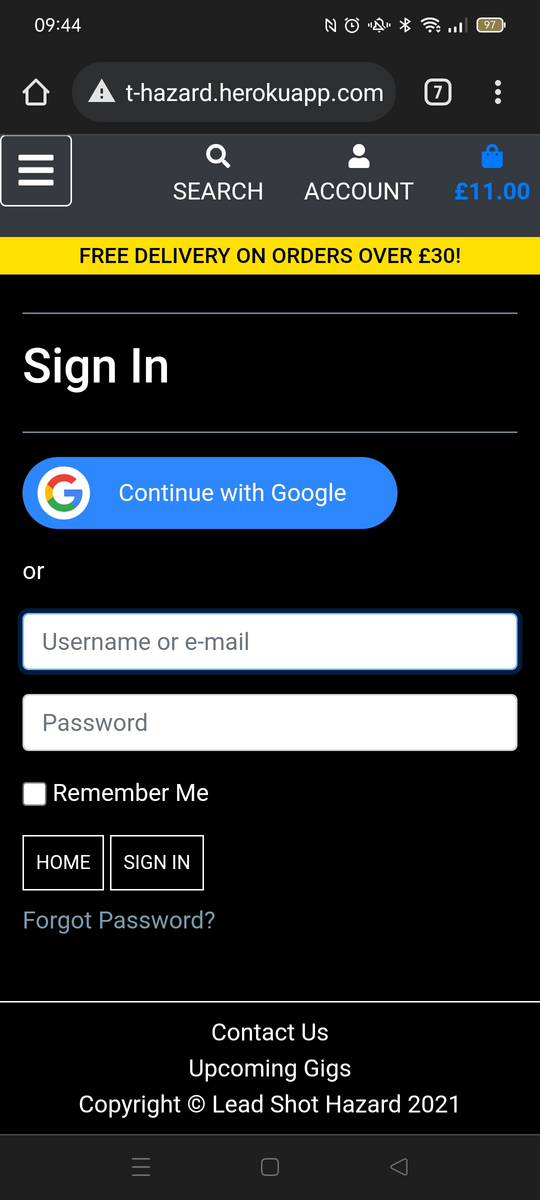 09:44
97
t-hazard.herokuapp.com
7
SEARCH
ACCOUNT
£11.00
FREE DELIVERY ON ORDERS OVER £30!
Sign In
Continue with Google
or
Username or e-mail
Password
Remember Me
HOME
SIGN IN
Forgot Password?
Contact Us
Upcoming Gigs
Copyright © Lead Shot Hazard 2021